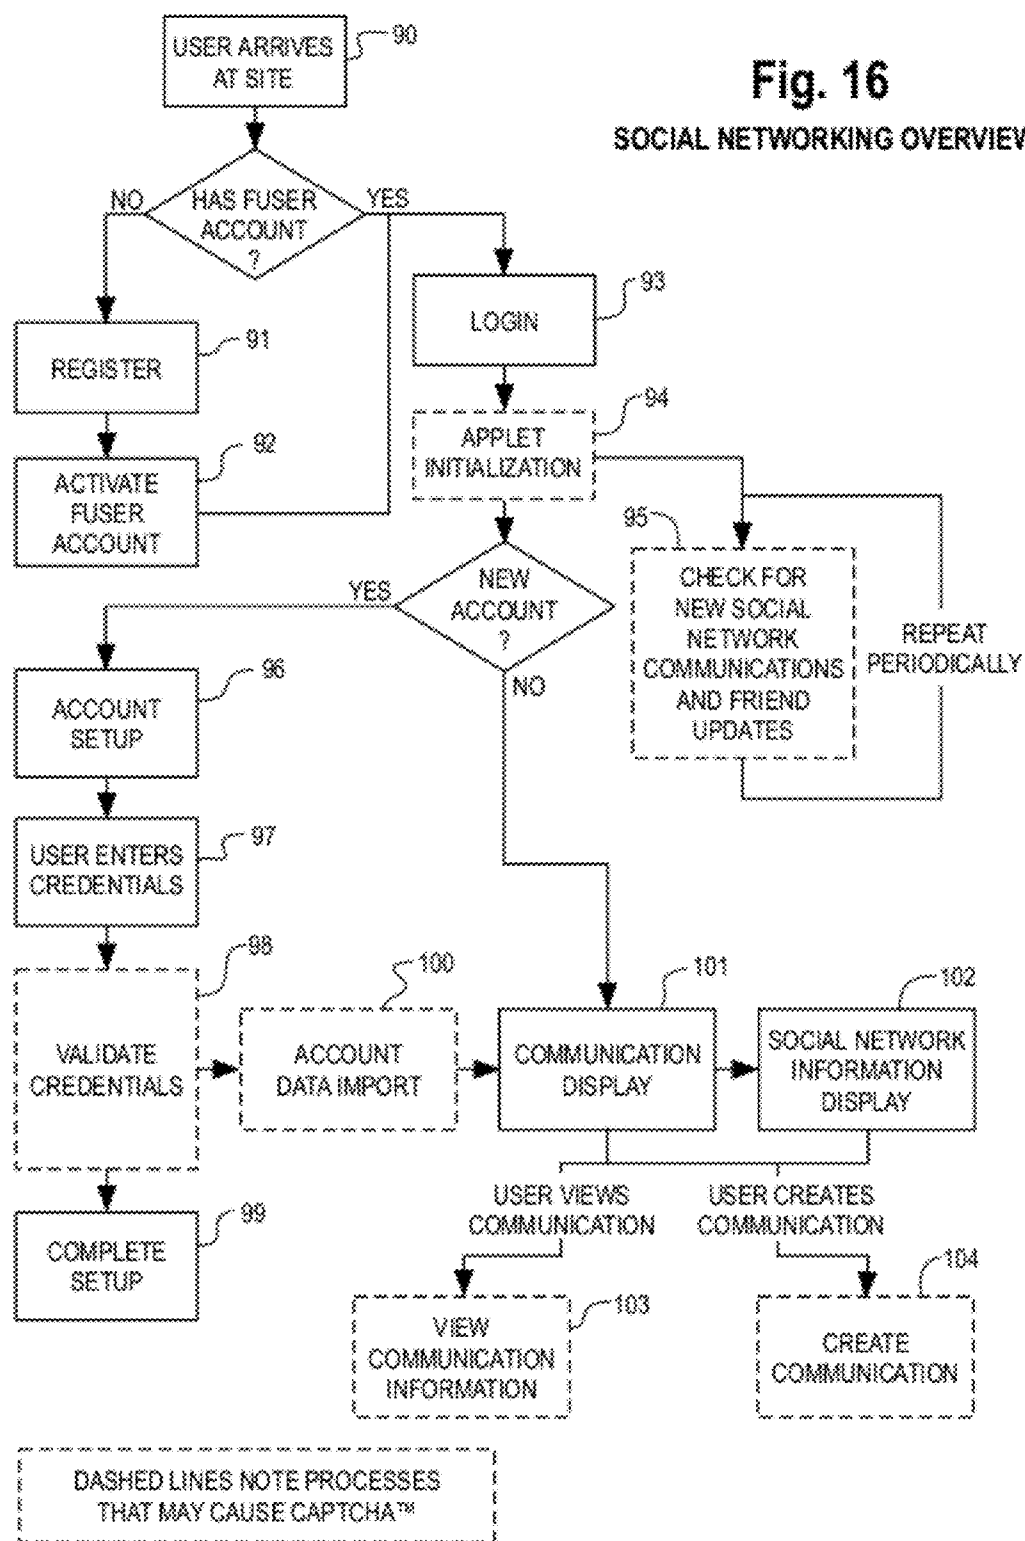 90
USER ARRIVES
AT SITE
Fig. 16
SOCIAL NETWORKING OVERVIEW
NO
HAS FUSER
ACCOUNT
?
YES
93
LOGIN
91
REGISTER
94
APPLET
INITIALIZATION
92
ACTIVATE
FUSER
ACCOUNT
95
CHECK FOR
NEW SOCIAL
NETWORK
COMMUNICATIONS
AND FRIEND
UPDATES
REPEAT
PERIODICALLY
YES
NEW
ACCOUNT
?
NO
96
ACCOUNT
SETUP
97
USER ENTERS
CREDENTIALS
98
VALIDATE
CREDENTIALS
100
ACCOUNT
DATA IMPORT
101
COMMUNICATION
DISPLAY
102
SOCIAL NETWORK
INFORMATION
DISPLAY
99
COMPLETE
SETUP
USER VIEWS
COMMUNICATION
USER CREATES
COMMUNICATION
103
VIEW
COMMUNICATION
INFORMATION
104
CREATE
COMMUNICATION
DASHED LINES NOTE PROCESSES
THAT MAY CAUSE CAPTCHA™